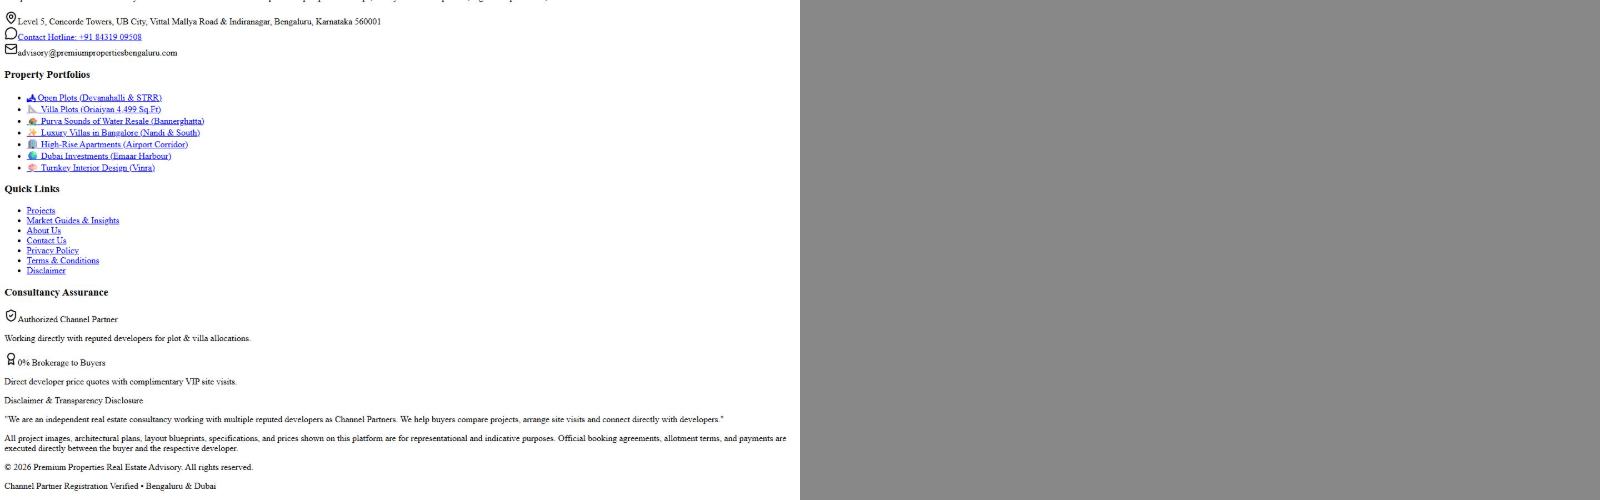 Level 5, Concorde Towers, UB City, Vittal Mallya Road & Indiranagar, Bengaluru, Karnataka 560001
Contact Hotline: +91 84319 09508
advisory@premiumpropertiesbengaluru.com
Property Portfolios
Open Plots (Devanahalli & STRR)
Villa Plots (Oriaiyan 4,499 Sq.Ft)
Purva Sounds of Water Resale (Bannerghatta)
Luxury Villas in Bangalore (Nandi & South)
High-Rise Apartments (Airport Corridor)
Dubai Investments (Emaar Harbour)
Turnkey Interior Design (Vinra)
Quick Links
Projects
Market Guides & Insights
About Us
Contact Us
Privacy Policy
Terms & Conditions
Disclaimer
Consultancy Assurance
Authorized Channel Partner
Working directly with reputed developers for plot & villa allocations.
0% Brokerage to Buyers
Direct developer price quotes with complimentary VIP site visits.
Disclaimer & Transparency Disclosure
"We are an independent real estate consultancy working with multiple reputed developers as Channel Partners. We help buyers compare projects, arrange site visits and connect directly with developers."
All project images, architectural plans, layout blueprints, specifications, and prices shown on this platform are for representational and indicative purposes. Official booking agreements, allotment terms, and payments are
executed directly between the buyer and the respective developer.
© 2026 Premium Properties Real Estate Advisory. All rights reserved.
Channel Partner Registration Verified • Bengaluru & Dubai